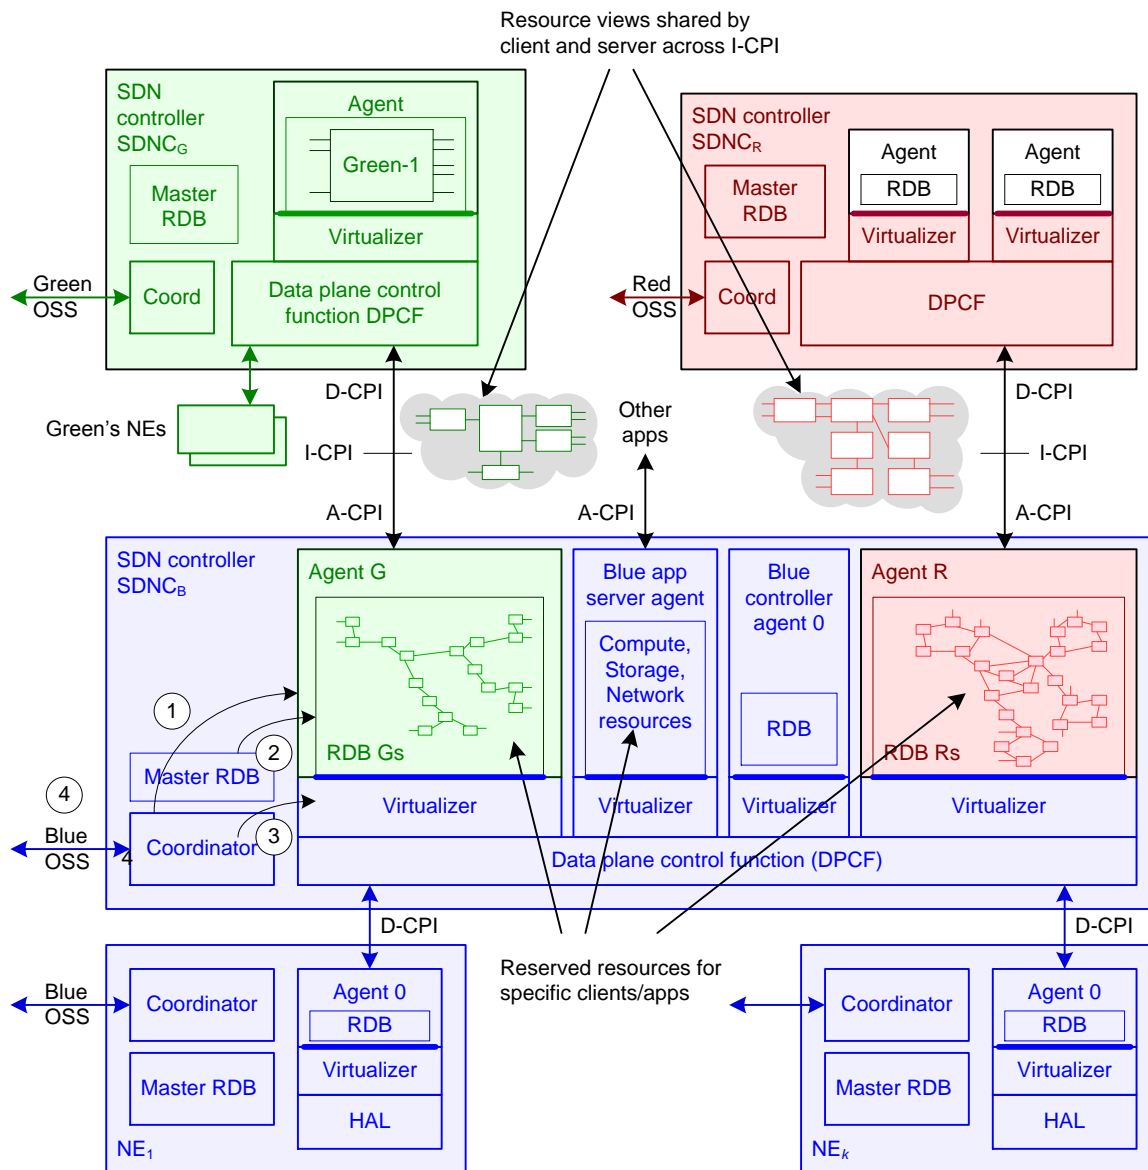 Resource views shared by
client and server across I-CPI
SDN
controller
SDNCG
Agent
Green-1
Master
RDB
Virtualizer
Green
OSS
Coord
Data plane control
function DPCF
SDN controller
SDNCR
Agent
RDB
Agent
RDB
Master
RDB
Virtualizer
Virtualizer
Red
OSS
Coord
DPCF
Green's NEs
D-CPI
I-CPI
A-CPI
Other
apps
A-CPI
D-CPI
I-CPI
A-CPI
SDN controller
SDNCB
Agent G
RDB Gs
Virtualizer
Blue app
server agent
Compute,
Storage,
Network
resources
Virtualizer
Blue
controller
agent 0
RDB
Virtualizer
Agent R
RDB Rs
Virtualizer
1
2
Master RDB
4
3
Blue
OSS
4
Coordinator
Data plane control function (DPCF)
D-CPI
D-CPI
Reserved resources for
specific clients/apps
Blue
OSS
Coordinator
Master RDB
NE1
Agent 0
RDB
Virtualizer
HAL
Coordinator
Master RDB
NEk
Agent 0
RDB
Virtualizer
HAL